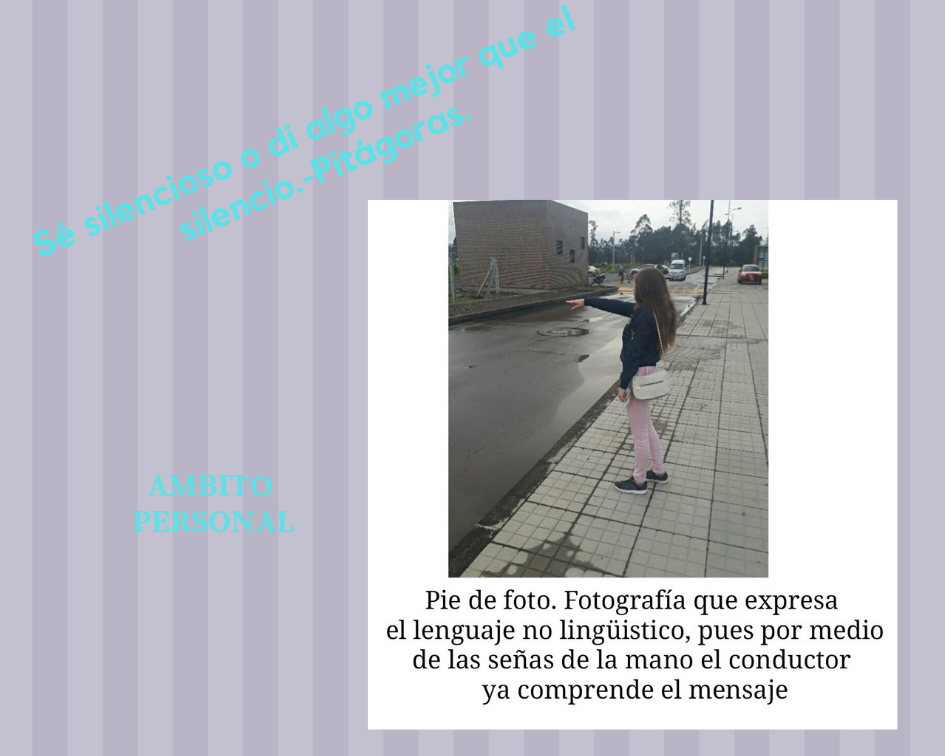 Sé silencioso o di algo mejor que el
silencio.-Pitágoras.
AMBITO
PERSONAL
Pie de foto. Fotografía que expresa
el lenguaje no lingüistico, pues por medio
de las señas de la mano el conductor
ya comprende el mensaje